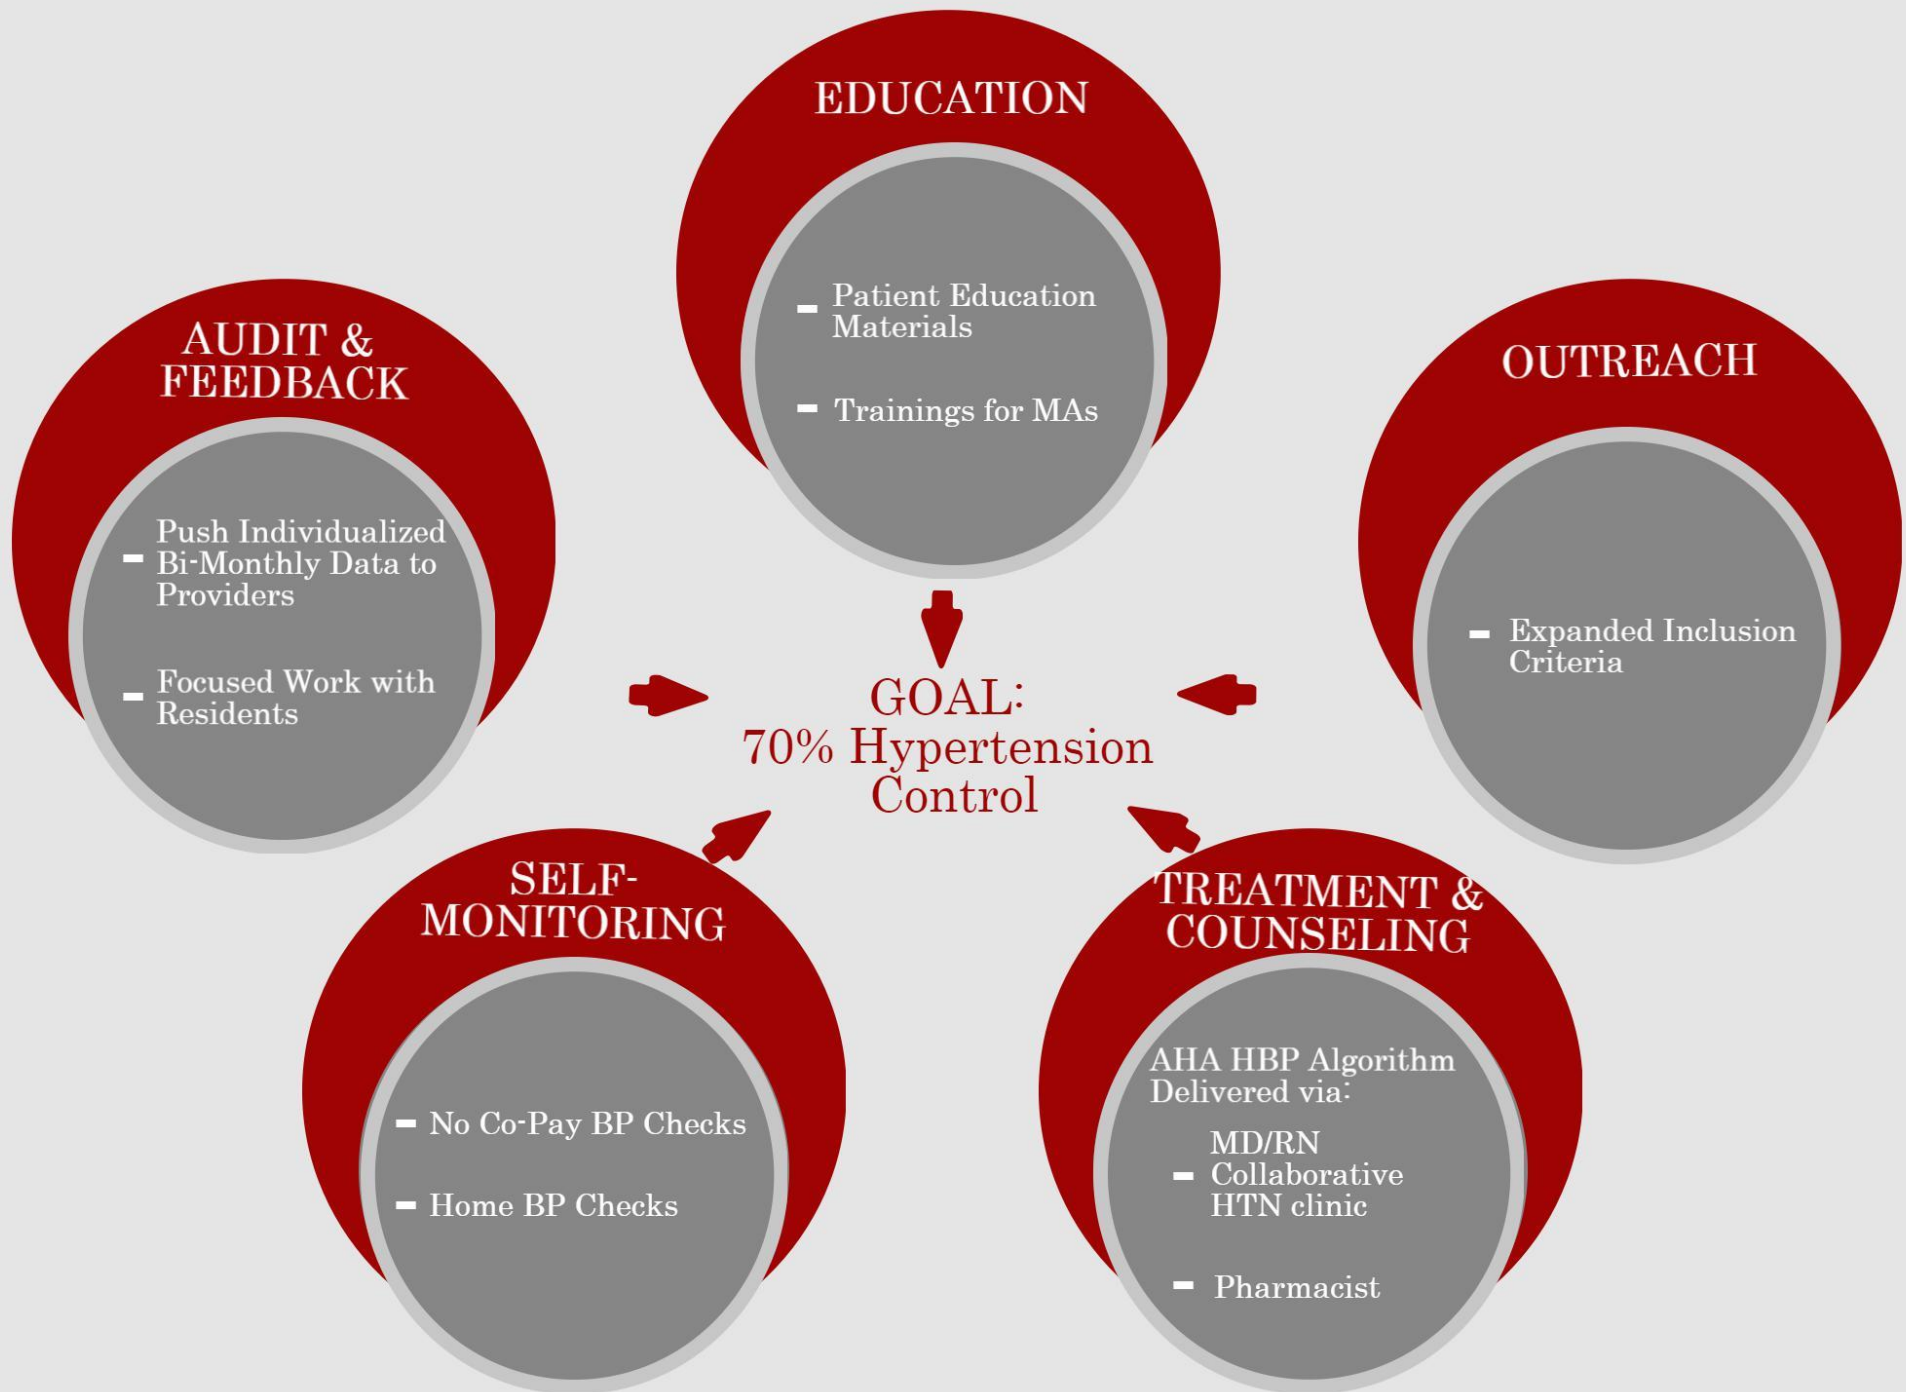 EDUCATION
- Patient Education
Materials
- Trainings for MAs
AUDIT &
FEEDBACK
- Push Individualized
Bi-Monthly Data to
Providers
- Focused Work with
Residents
OUTREACH
- Expanded Inclusion
Criteria
GOAL:
70% Hypertension
Control
SELF-
MONITORING
- No Co-Pay BP Checks
- Home BP Checks
TREATMENT &
COUNSELING
AHA HBP Algorithm
Delivered via:
MD/RN
- Collaborative
HTN clinic
- Pharmacist